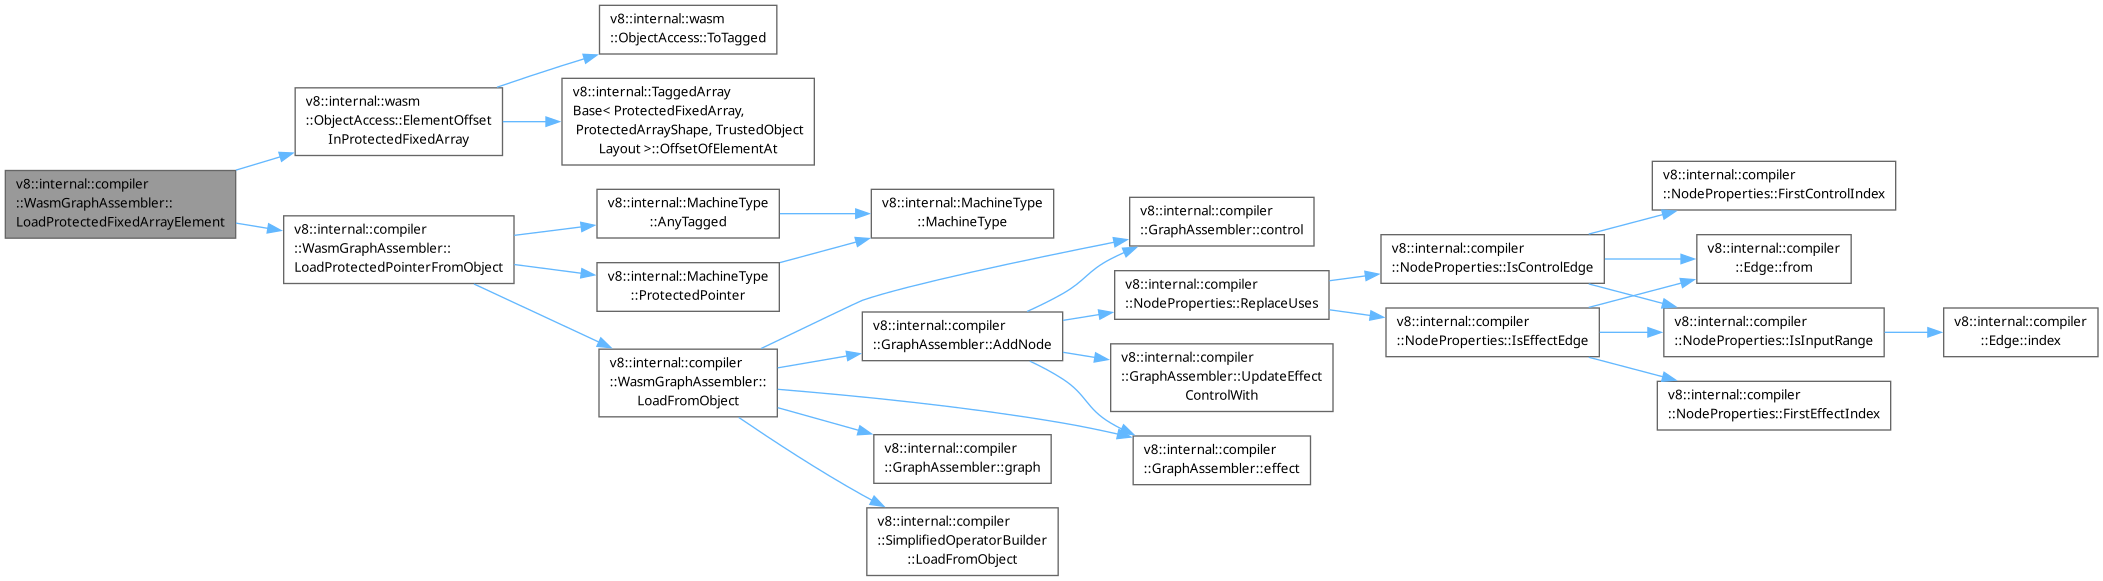 v8::internal::compiler
::WasmGraphAssembler::
LoadProtectedFixedArrayElement
v8::internal::wasm
::ObjectAccess::ElementOffset
InProtectedFixedArray
v8::internal::wasm
::ObjectAccess::ToTagged
v8::internal::TaggedArray
Base< ProtectedFixedArray,
ProtectedArrayShape, TrustedObject
Layout >::OffsetOfElementAt
v8::internal::compiler
::WasmGraphAssembler::
LoadProtectedPointerFromObject
v8::internal::MachineType
::AnyTagged
v8::internal::MachineType
::MachineType
v8::internal::MachineType
::ProtectedPointer
v8::internal::compiler
::WasmGraphAssembler::
LoadFromObject
v8::internal::compiler
::GraphAssembler::control
v8::internal::compiler
::GraphAssembler::AddNode
v8::internal::compiler
::NodeProperties::ReplaceUses
v8::internal::compiler
::GraphAssembler::UpdateEffect
ControlWith
v8::internal::compiler
::GraphAssembler::effect
v8::internal::compiler
::GraphAssembler::graph
v8::internal::compiler
::SimplifiedOperatorBuilder
::LoadFromObject
v8::internal::compiler
::NodeProperties::IsControlEdge
v8::internal::compiler
::NodeProperties::IsEffectEdge
v8::internal::compiler
::NodeProperties::FirstControlIndex
v8::internal::compiler
::Edge::from
v8::internal::compiler
::NodeProperties::IsInputRange
v8::internal::compiler
::NodeProperties::FirstEffectIndex
v8::internal::compiler
::Edge::index